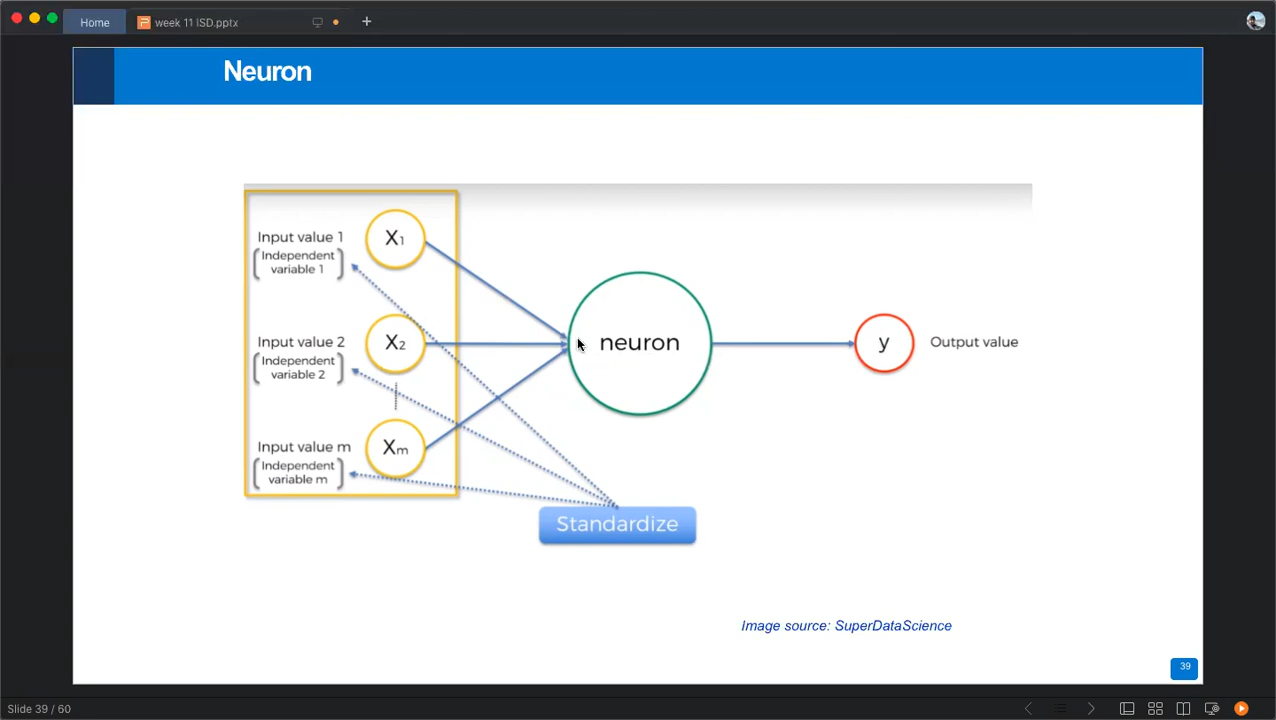 Home
week 11 ISD.pptx
Neuron
Input value 1
X1
[Independent
variable 1]
Input value 2
X2
[Independent
variable 2]
neuron
y
Output value
Input value m
Xm
[Independent
variable m]
Standardize
Image source: SuperDataScience
39
Slide 39 / 60